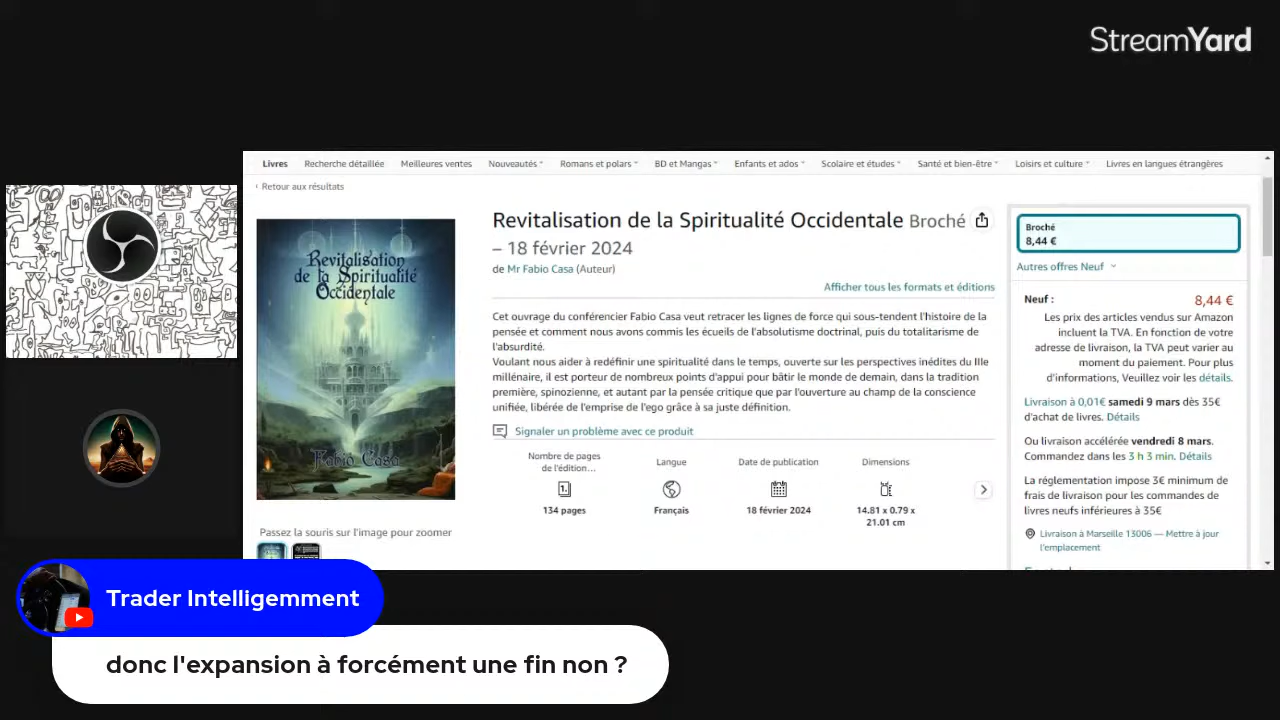 StreamYard
Livres Recherche détaillée Meilleures ventes Nouveautés Romans et polars BD et Mangas Enfants et ados Scolaire et études Santé et bien-être Loisirs et culture Livres en langues étrangères
‹ Retour aux résultats
Revitalisation
de la Spiritualité
Occidentale
Fabio Casa
Passez la souris sur l'image pour zoomer
Revitalisation de la Spiritualité Occidentale Broché
– 18 février 2024
de Mr Fabio Casa (Auteur)
Afficher tous les formats et éditions
Cet ouvrage du conférencier Fabio Casa veut retracer les lignes de force qui sous-tendent l'histoire de la
pensée et comment nous avons commis les écueils de l'absolutisme doctrinal, puis du totalitarisme de
l'absurdité.
Voulant nous aider à redéfinir une spiritualité dans le temps, ouverte sur les perspectives inédites du IIIe
millénaire, il est porteur de nombreux points d'appui pour bâtir le monde de demain, dans la tradition
première, spinozienne, et autant par la pensée critique que par l'ouverture au champ de la conscience
unifiée, libérée de l'emprise de l'ego grâce à sa juste définition.
Signaler un problème avec ce produit
Nombre de pages
de l'édition...
134 pages
Langue
Français
Date de publication
18 février 2024
Dimensions
14.81 x 0.79 x
21.01 cm
Broché
8,44 €
Autres offres Neuf
Neuf : 8,44 €
Les prix des articles vendus sur Amazon
incluent la TVA. En fonction de votre
adresse de livraison, la TVA peut varier au
moment du paiement. Pour plus
d'informations, Veuillez voir les détails.
Livraison à 0,01€ samedi 9 mars dès 35€
d'achat de livres. Détails
Ou livraison accélérée vendredi 8 mars.
Commandez dans les 3 h 3 min. Détails
La réglementation impose 3€ minimum de
frais de livraison pour les commandes de
livres neufs inférieures à 35€
Livraison à Marseille 13006 — Mettre à jour
l'emplacement
Trader Intelligemment
donc l'expansion à forcément une fin non ?